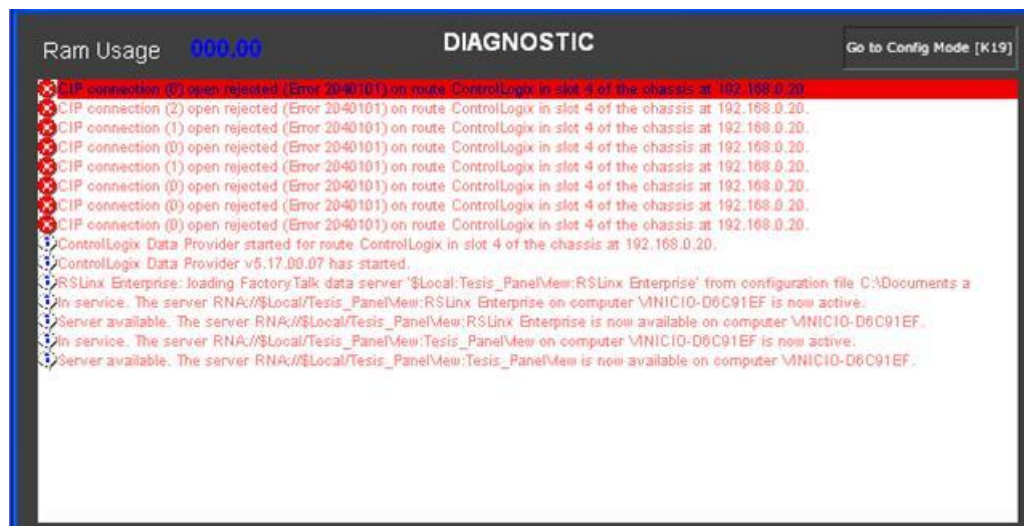 Ram Usage 000.00
DIAGNOSTIC
Go to Config Mode [K19]
CIP connection (0) open rejected (Error 2040101) on route ControlLogix in slot 4 of the chassis at 192.168.0.20.
CIP connection (2) open rejected (Error 2040101) on route ControlLogix in slot 4 of the chassis at 192.168.0.20.
CIP connection (1) open rejected (Error 2040101) on route ControlLogix in slot 4 of the chassis at 192.168.0.20.
CIP connection (0) open rejected (Error 2040101) on route ControlLogix in slot 4 of the chassis at 192.168.0.20.
CIP connection (1) open rejected (Error 2040101) on route ControlLogix in slot 4 of the chassis at 192.168.0.20.
CIP connection (0) open rejected (Error 2040101) on route ControlLogix in slot 4 of the chassis at 192.168.0.20.
CIP connection (0) open rejected (Error 2040101) on route ControlLogix in slot 4 of the chassis at 192.168.0.20.
CIP connection (0) open rejected (Error 2040101) on route ControlLogix in slot 4 of the chassis at 192.168.0.20.
ControlLogix Data Provider started for route ControlLogix in slot 4 of the chassis at 192.168.0.20.
ControlLogix Data Provider v5.17.00.07 has started.
RSLinx Enterprise: loading FactoryTalk data server '$Local:Tesis_PanelView:RSLinx Enterprise' from configuration file C:\Documents a
In service. The server RNA://$Local/Tesis_PanelView:RSLinx Enterprise on computer VINICIO-D6C91EF is now active.
Server available. The server RNA://$Local/Tesis_PanelView:RSLinx Enterprise is now available on computer VINICIO-D6C91EF.
In service. The server RNA://$Local/Tesis_PanelView:Tesis_PanelView on computer VINICIO-D6C91EF is now active.
Server available. The server RNA://$Local/Tesis_PanelView:Tesis_PanelView is now available on computer VINICIO-D6C91EF.